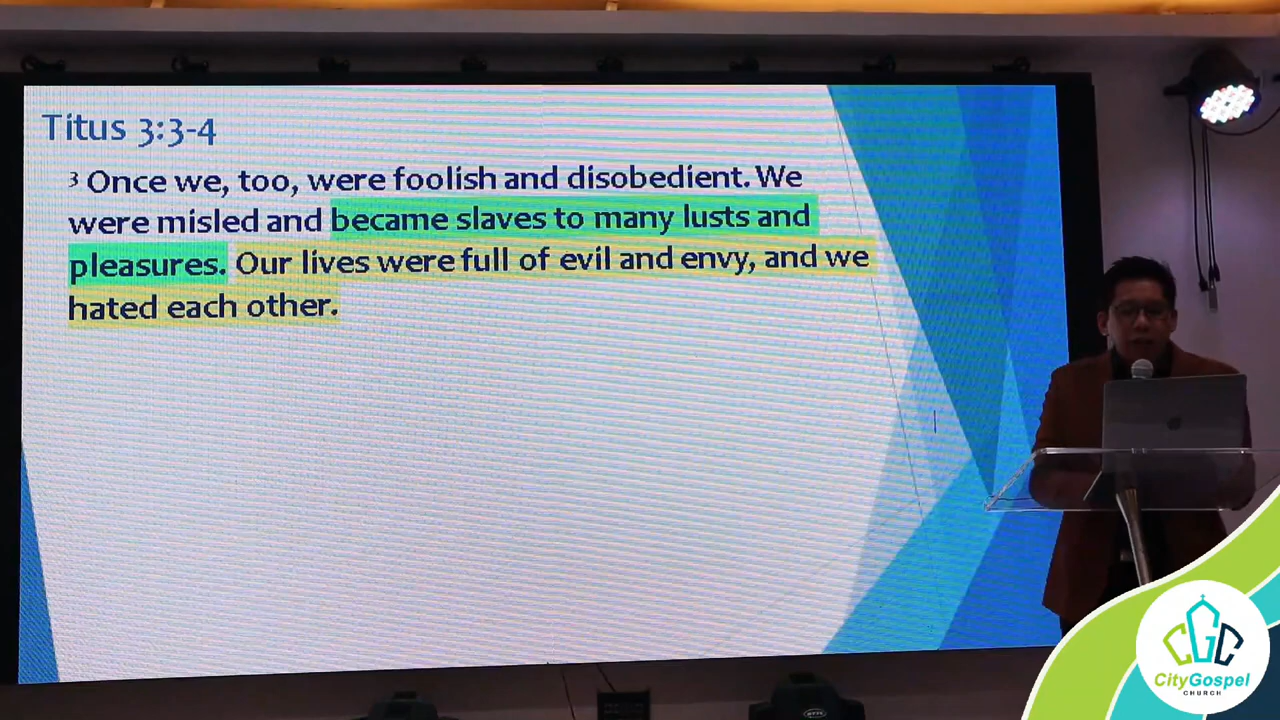 Titus 3:3-4
³ Once we, too, were foolish and disobedient. We
were misled and became slaves to many lusts and
pleasures. Our lives were full of evil and envy, and we
hated each other.
CGC
CityGospel
CHURCH